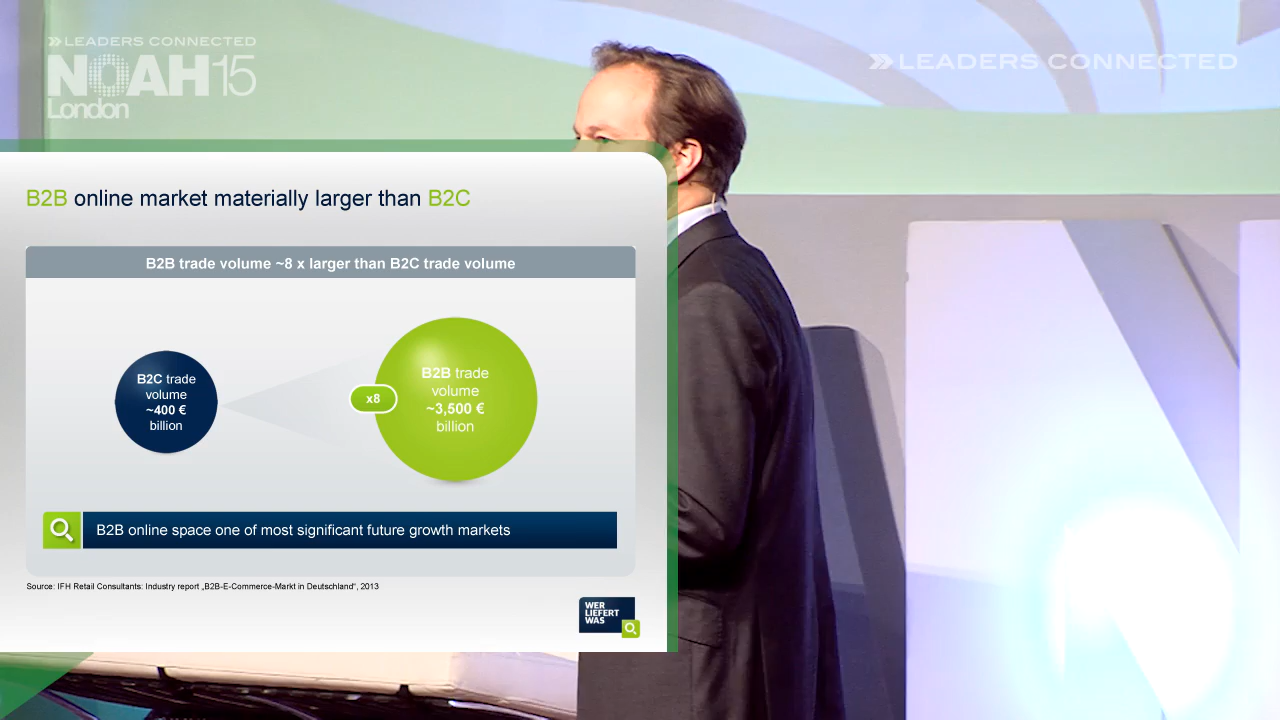 LEADERS CONNECTED
NOAH15
London
LEADERS CONNECTED
B2B online market materially larger than B2C
B2B trade volume ~8 x larger than B2C trade volume
B2C trade
volume
~400 €
billion
x8
B2B trade
volume
~3,500 €
billion
B2B online space one of most significant future growth markets
Source: IFH Retail Consultants: Industry report „B2B-E-Commerce-Markt in Deutschland“, 2013
WER
LIEFERT
WAS